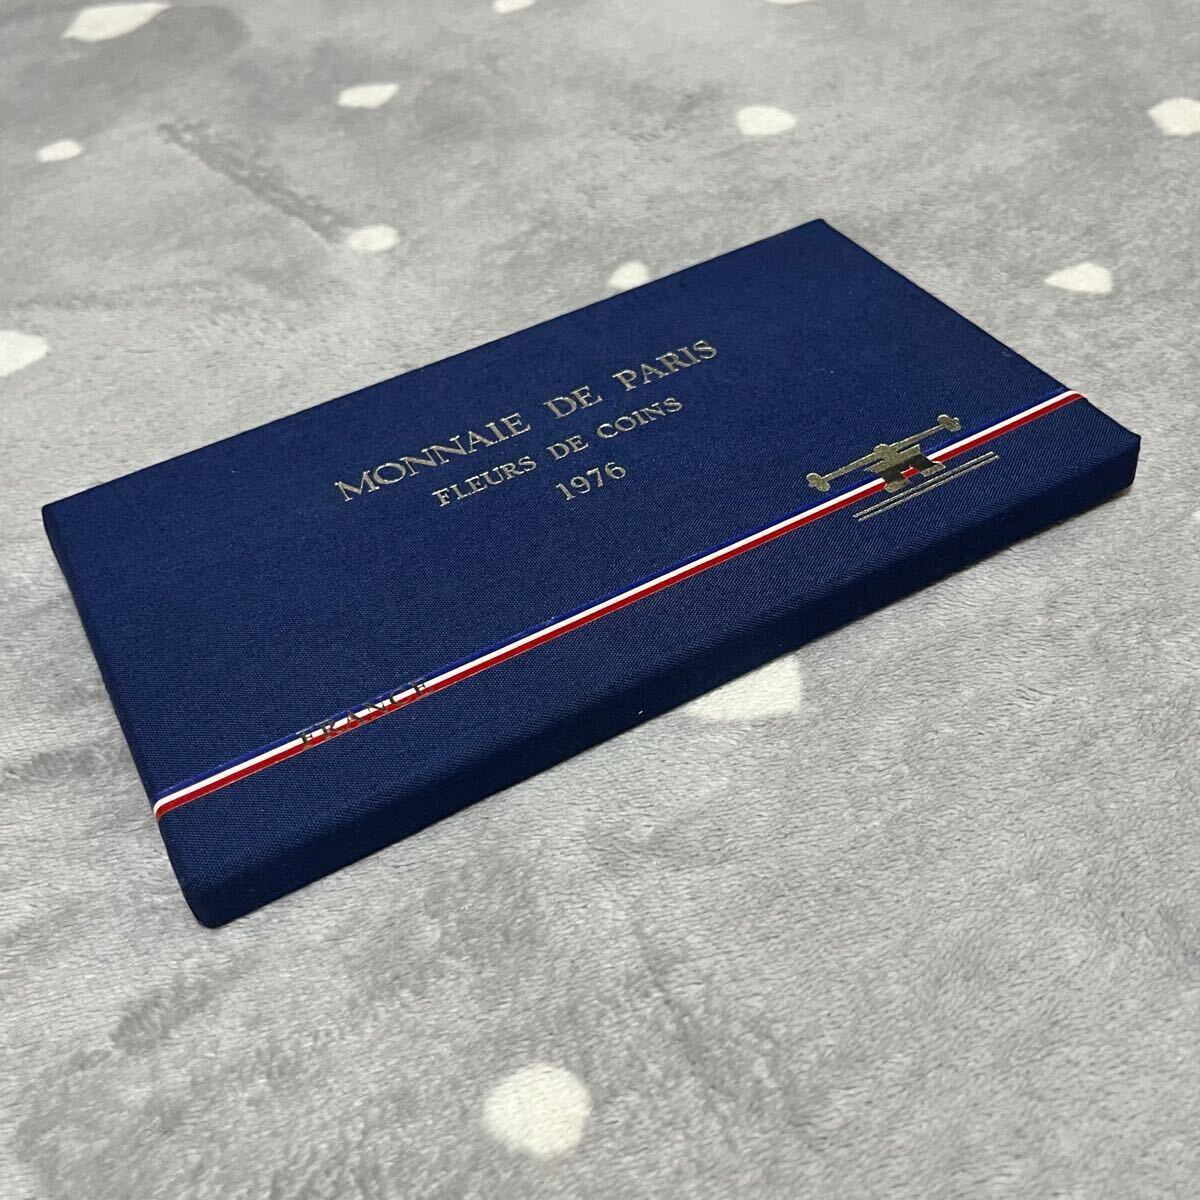 MONNAIE DE PARIS
FLEURS DE COINS
1976
FRANCE